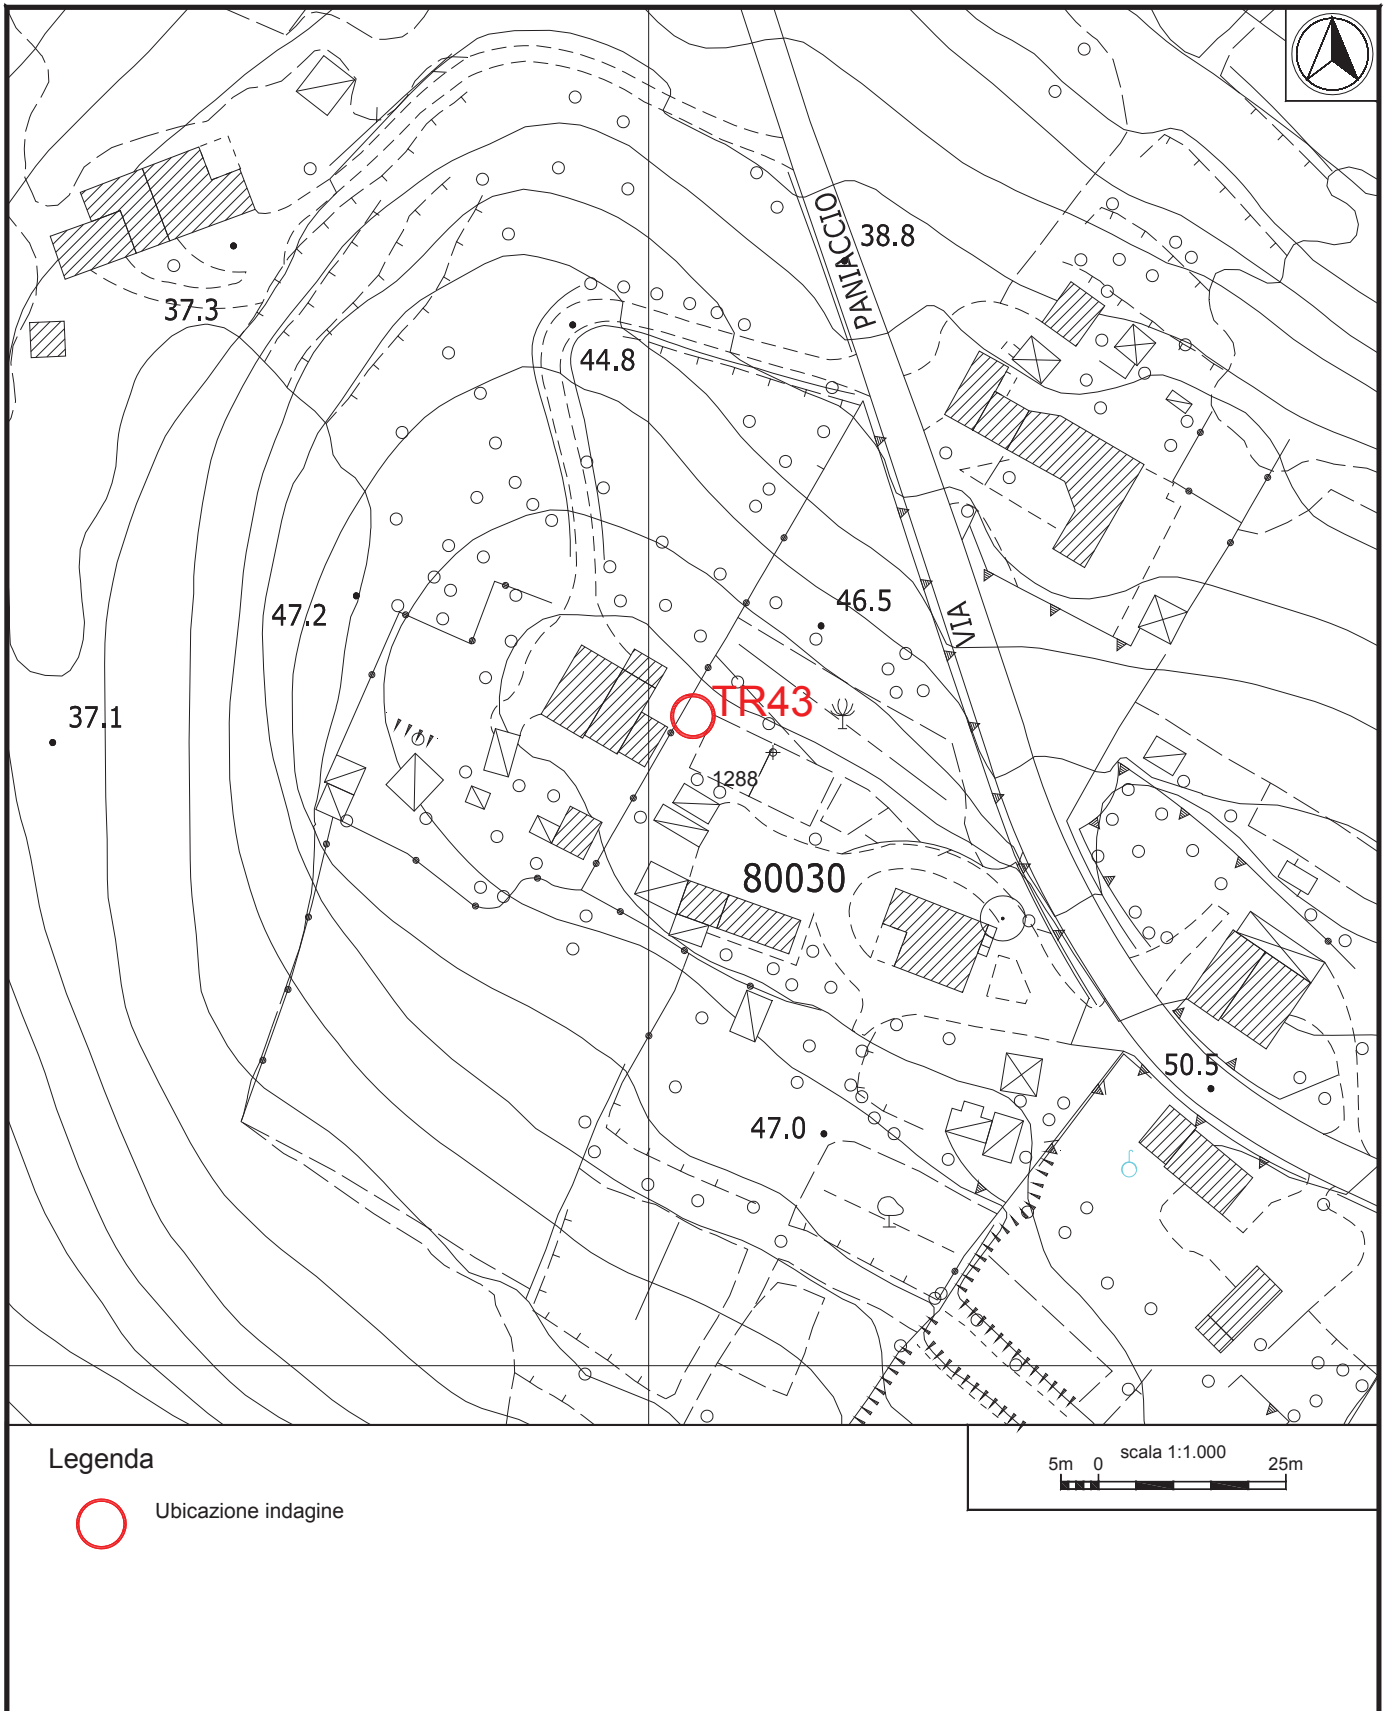 38.8
PANIACCIO
37.3
44.8
46.5
47.2
VIA
TR43
37.1
1288
80030
50.5
47.0
Legenda
Ubicazione indagine
scala 1:1.000
5m 0 25m